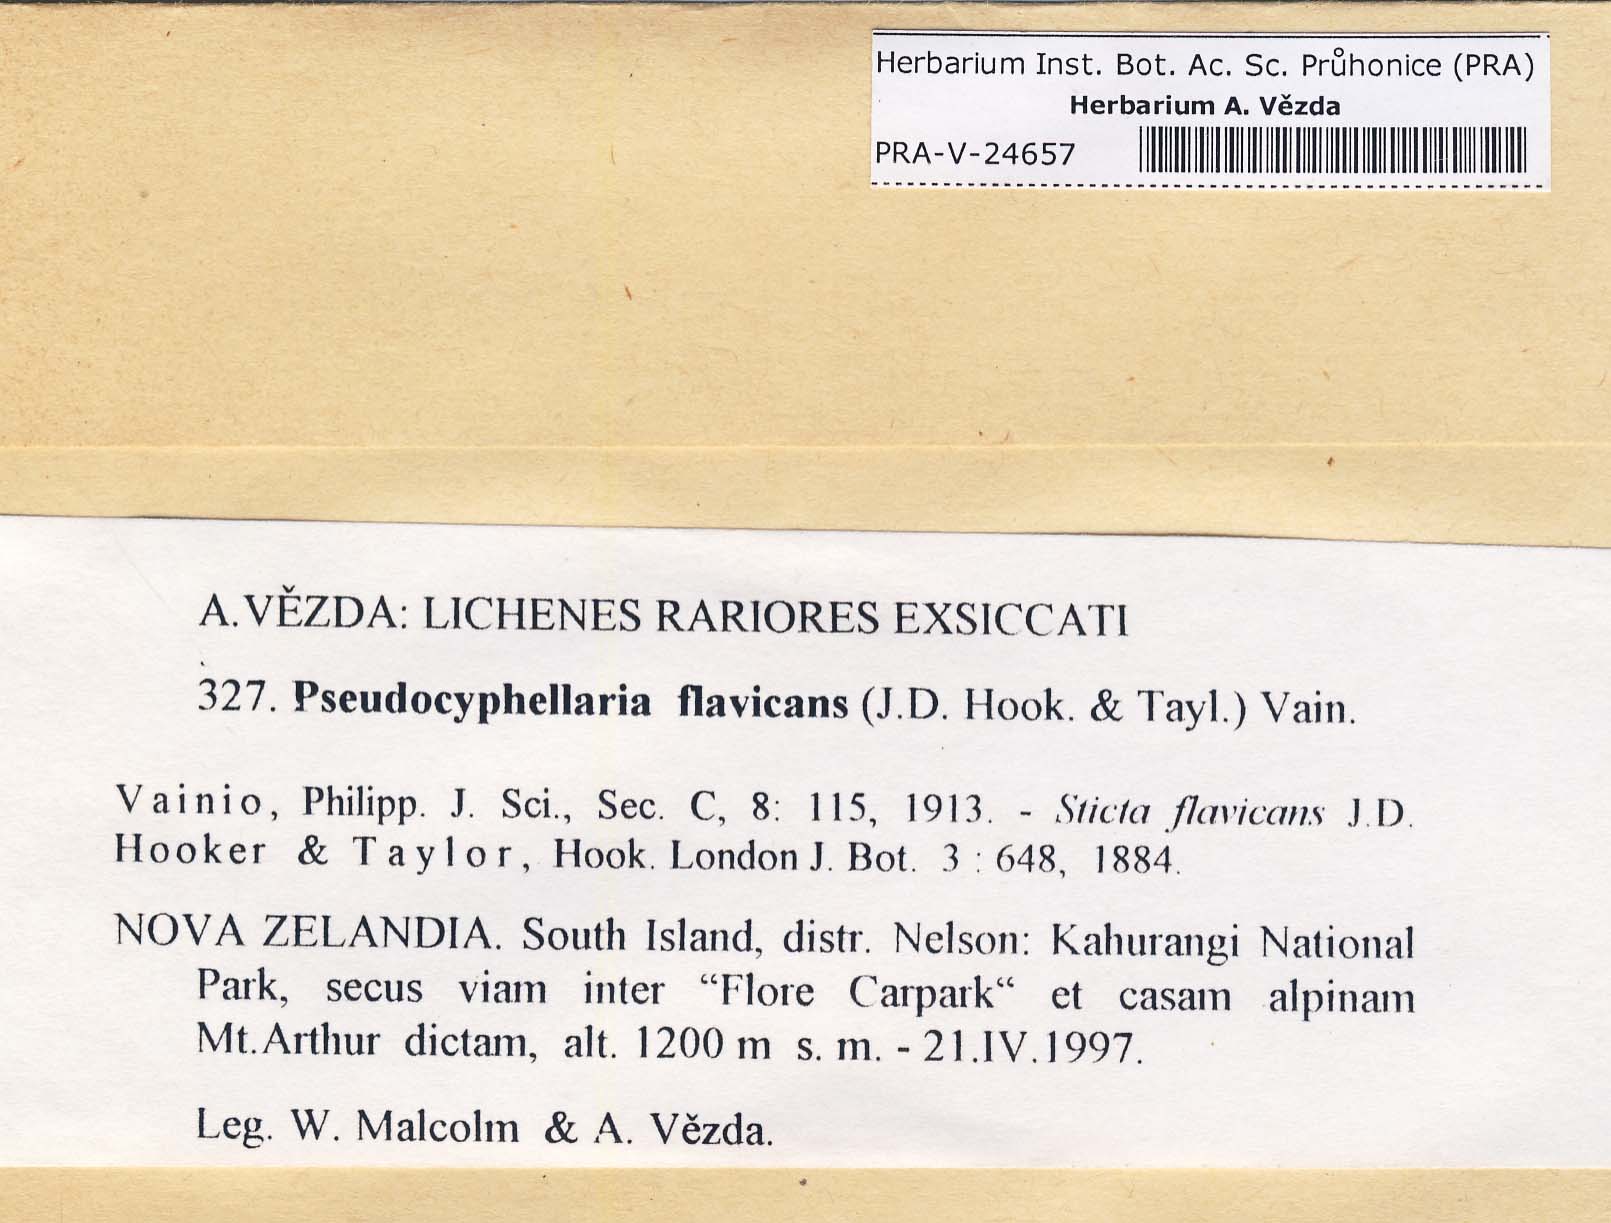 Herbarium Inst. Bot. Ac. Sc. Průhonice (PRA)
Herbarium A. Vězda
PRA-V-24657
A.VĚZDA: LICHENES RARIORES EXSICCATI
327. Pseudocyphellaria flavicans (J.D. Hook. & Tayl.) Vain.
Vainio, Philipp. J. Sci., Sec. C, 8: 115, 1913. - Sticta flavicans J.D.
Hooker & Taylor, Hook. London J. Bot. 3 : 648, 1884.
NOVA ZELANDIA. South Island, distr. Nelson: Kahurangi National
Park, secus viam inter “Flore Carpark“ et casam alpinam
Mt.Arthur dictam, alt. 1200 m s. m. - 21.IV.1997.
Leg. W. Malcolm & A. Vězda.